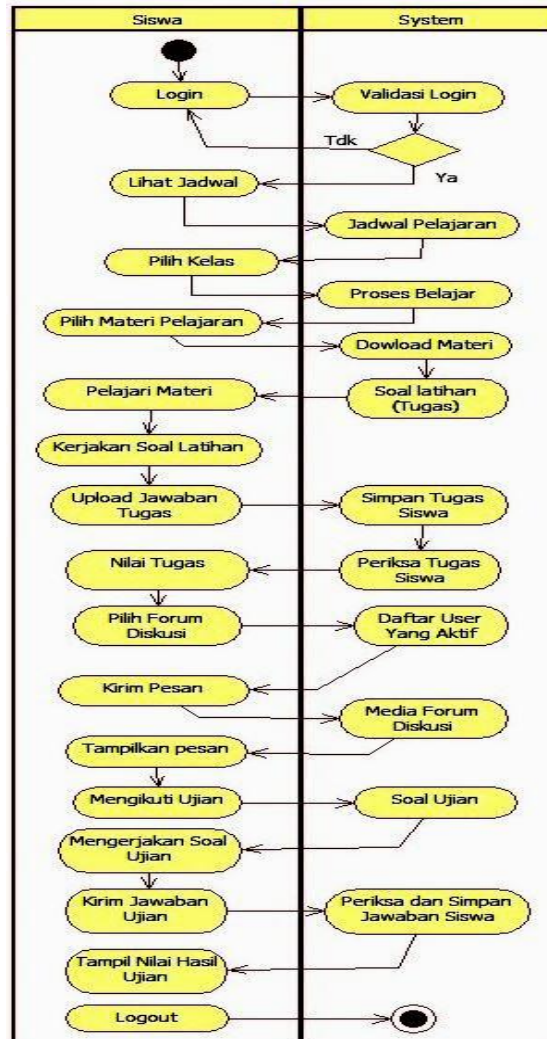 Siswa
System
Login
Validasi Login
Tdk
Ya
Lihat Jadwal
Jadwal Pelajaran
Pilih Kelas
Proses Belajar
Pilih Materi Pelajaran
Dowload Materi
Pelajari Materi
Soal latihan
(Tugas)
Kerjakan Soal Latihan
Upload Jawaban
Tugas
Simpan Tugas
Siswa
Nilai Tugas
Periksa Tugas
Siswa
Pilih Forum
Diskusi
Daftar User
Yang Aktif
Kirim Pesan
Media Forum
Diskusi
Tampilkan pesan
Mengikuti Ujian
Soal Ujian
Mengerjakan Soal
Ujian
Kirim Jawaban
Ujian
Periksa dan Simpan
Jawaban Siswa
Tampil Nilai Hasil
Ujian
Logout